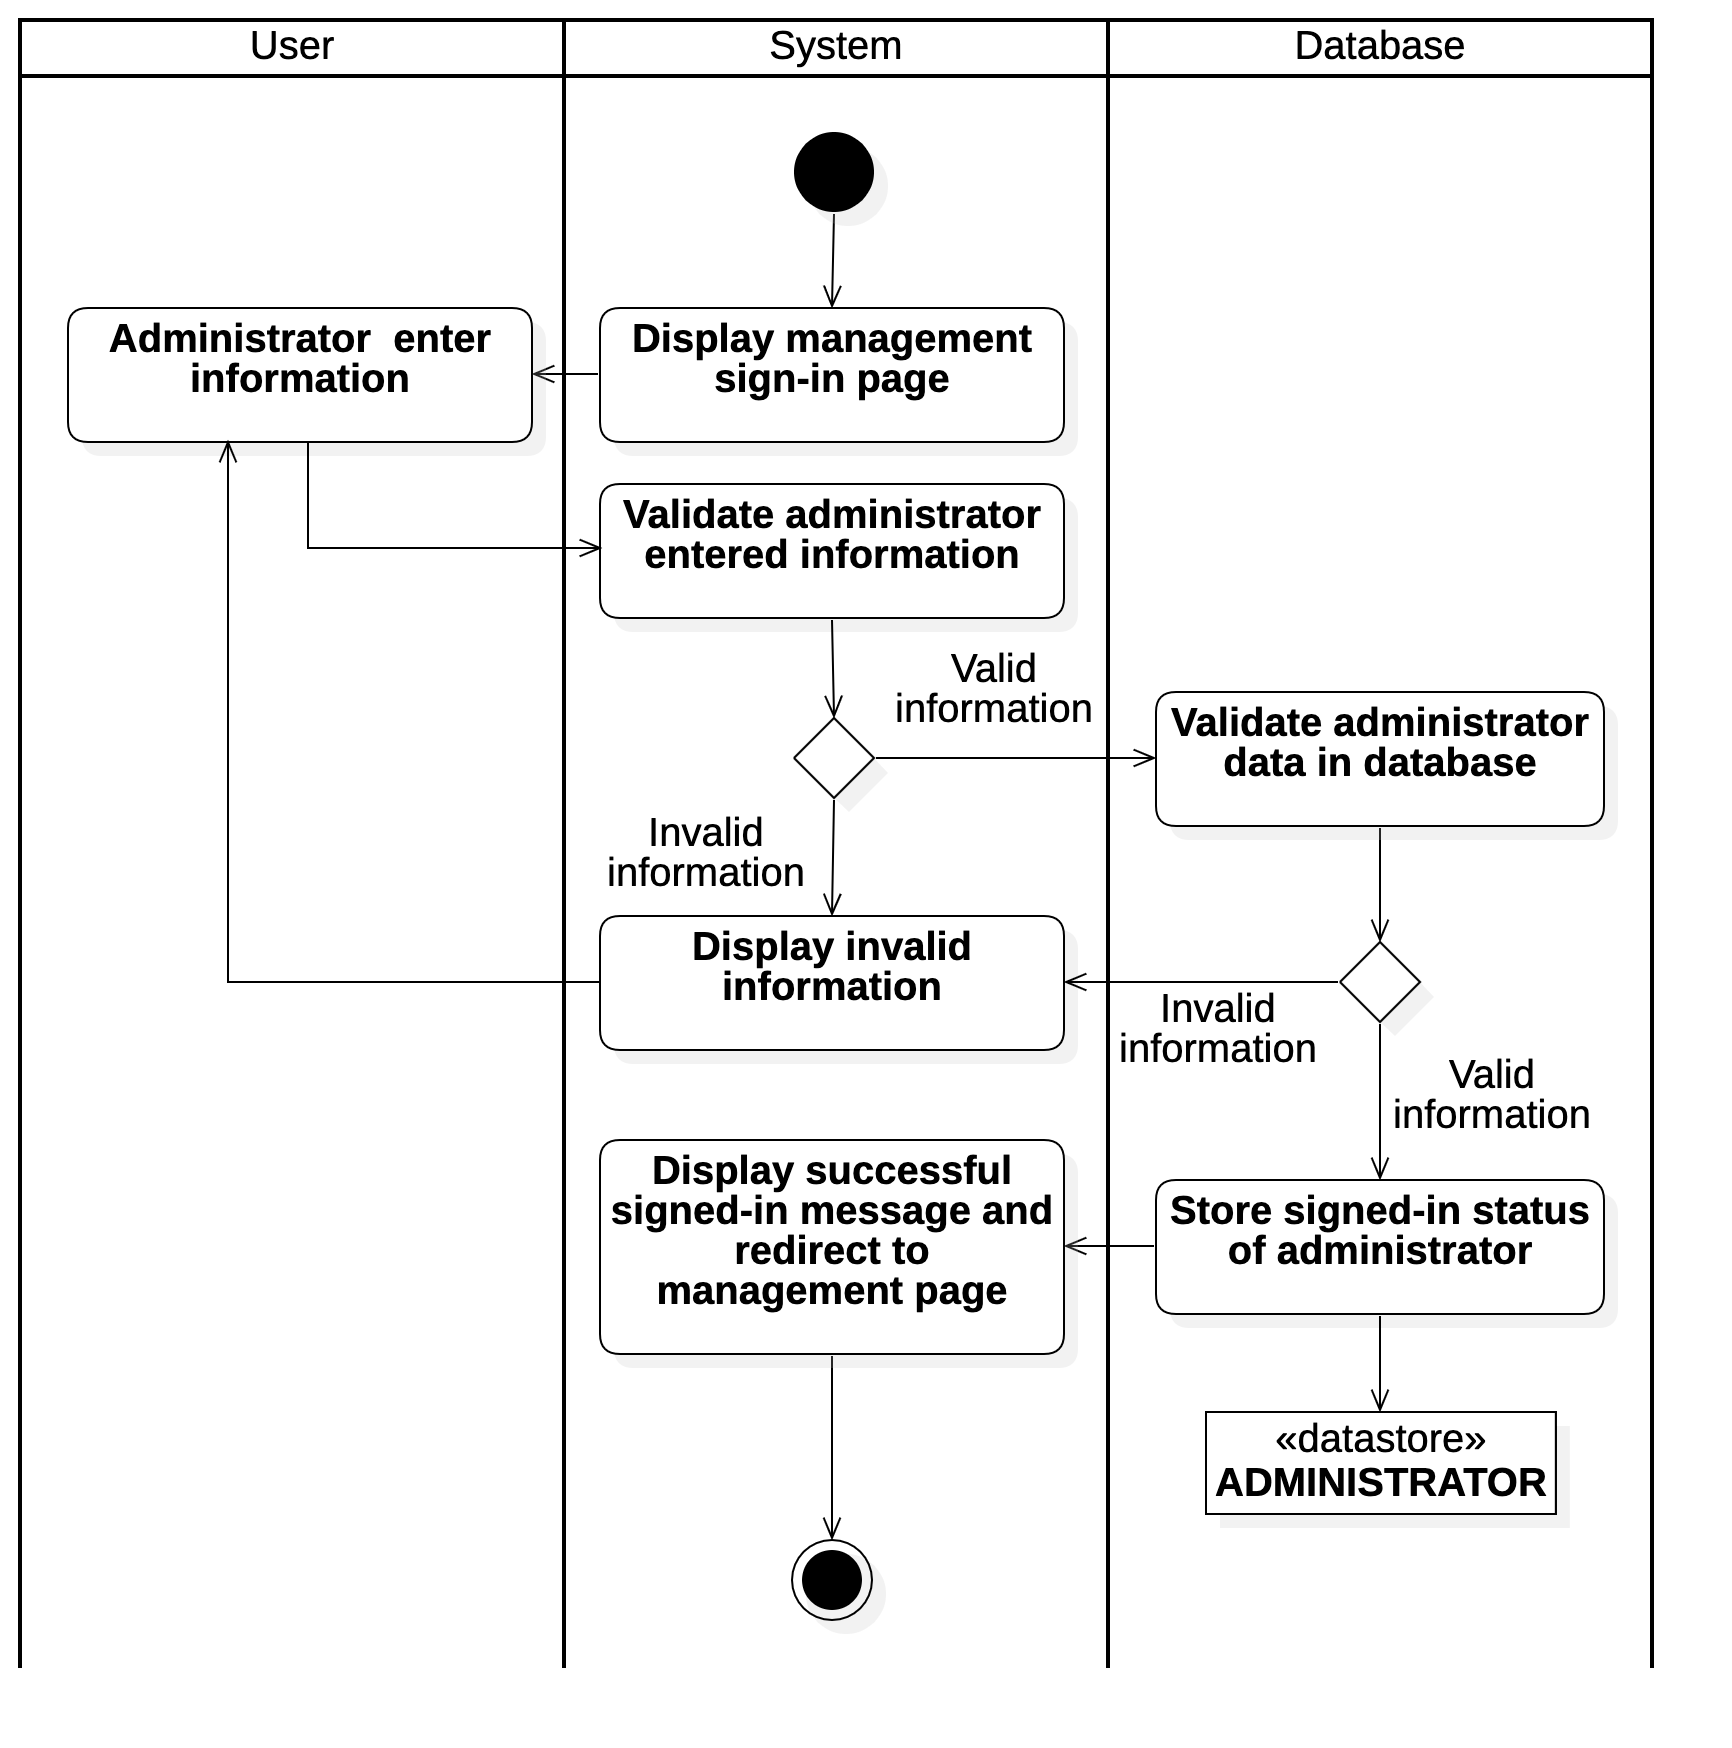 User
System
Database
Administrator  enter
information
Display management
sign-in page
Validate administrator
entered information
Valid
information
Validate administrator
data in database
Invalid
information
Display invalid
information
Invalid
information
Valid
information
Display successful
signed-in message and
redirect to
management page
Store signed-in status
of administrator
«datastore»
ADMINISTRATOR